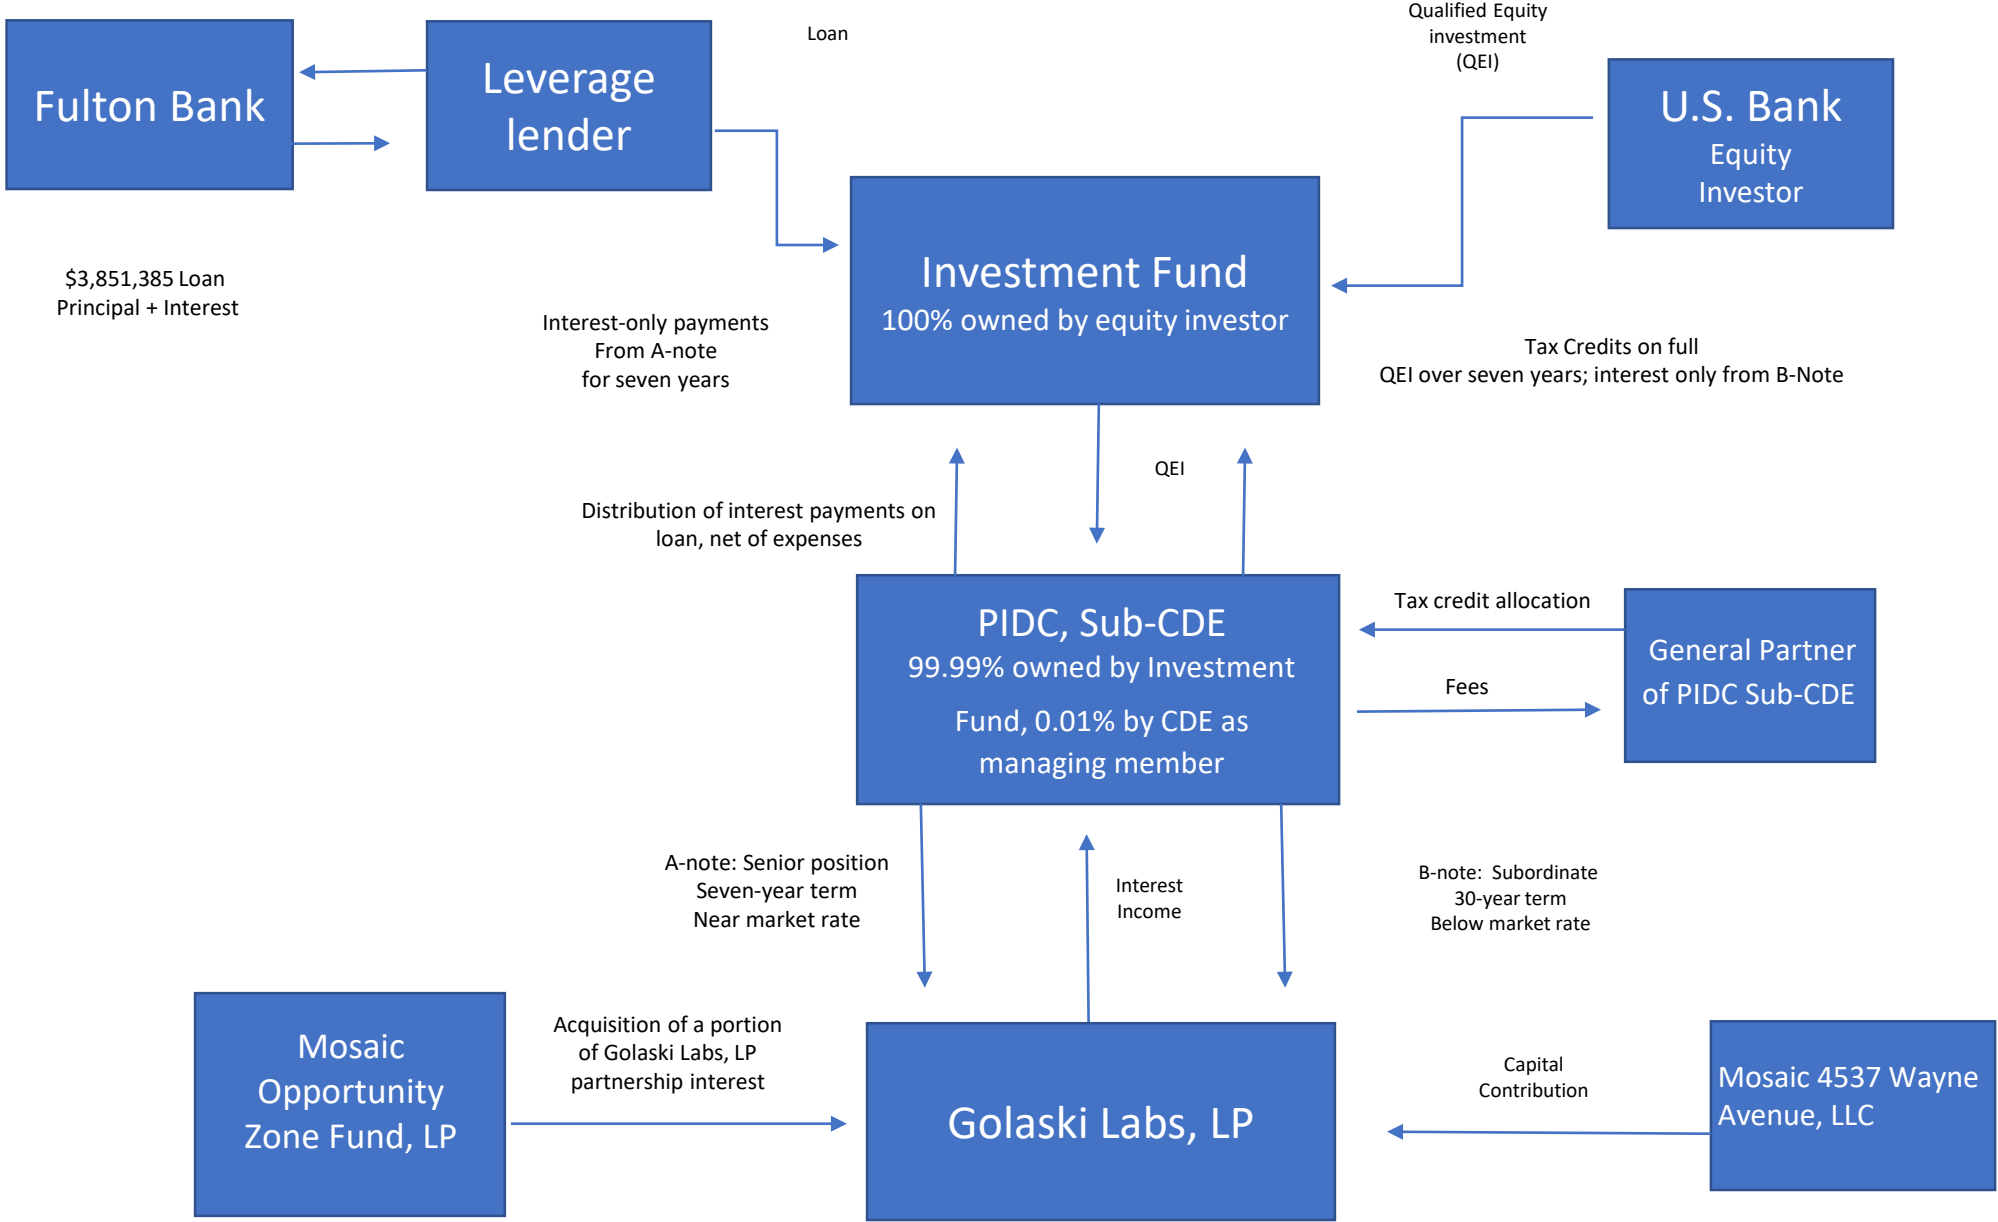 Fulton Bank
Leverage
lender
Loan
Qualified Equity
investment
(QEI)
U.S. Bank
Equity
Investor
$3,851,385 Loan
Principal + Interest
Interest-only payments
From A-note
for seven years
Investment Fund
100% owned by equity investor
Tax Credits on full
QEI over seven years; interest only from B-Note
Distribution of interest payments on
loan, net of expenses
QEI
PIDC, Sub-CDE
99.99% owned by Investment
Fund, 0.01% by CDE as
managing member
Tax credit allocation
Fees
General Partner
of PIDC Sub-CDE
A-note: Senior position
Seven-year term
Near market rate
Interest
Income
B-note:  Subordinate
30-year term
Below market rate
Mosaic
Opportunity
Zone Fund, LP
Acquisition of a portion
of Golaski Labs, LP
partnership interest
Golaski Labs, LP
Capital
Contribution
Mosaic 4537 Wayne
Avenue, LLC